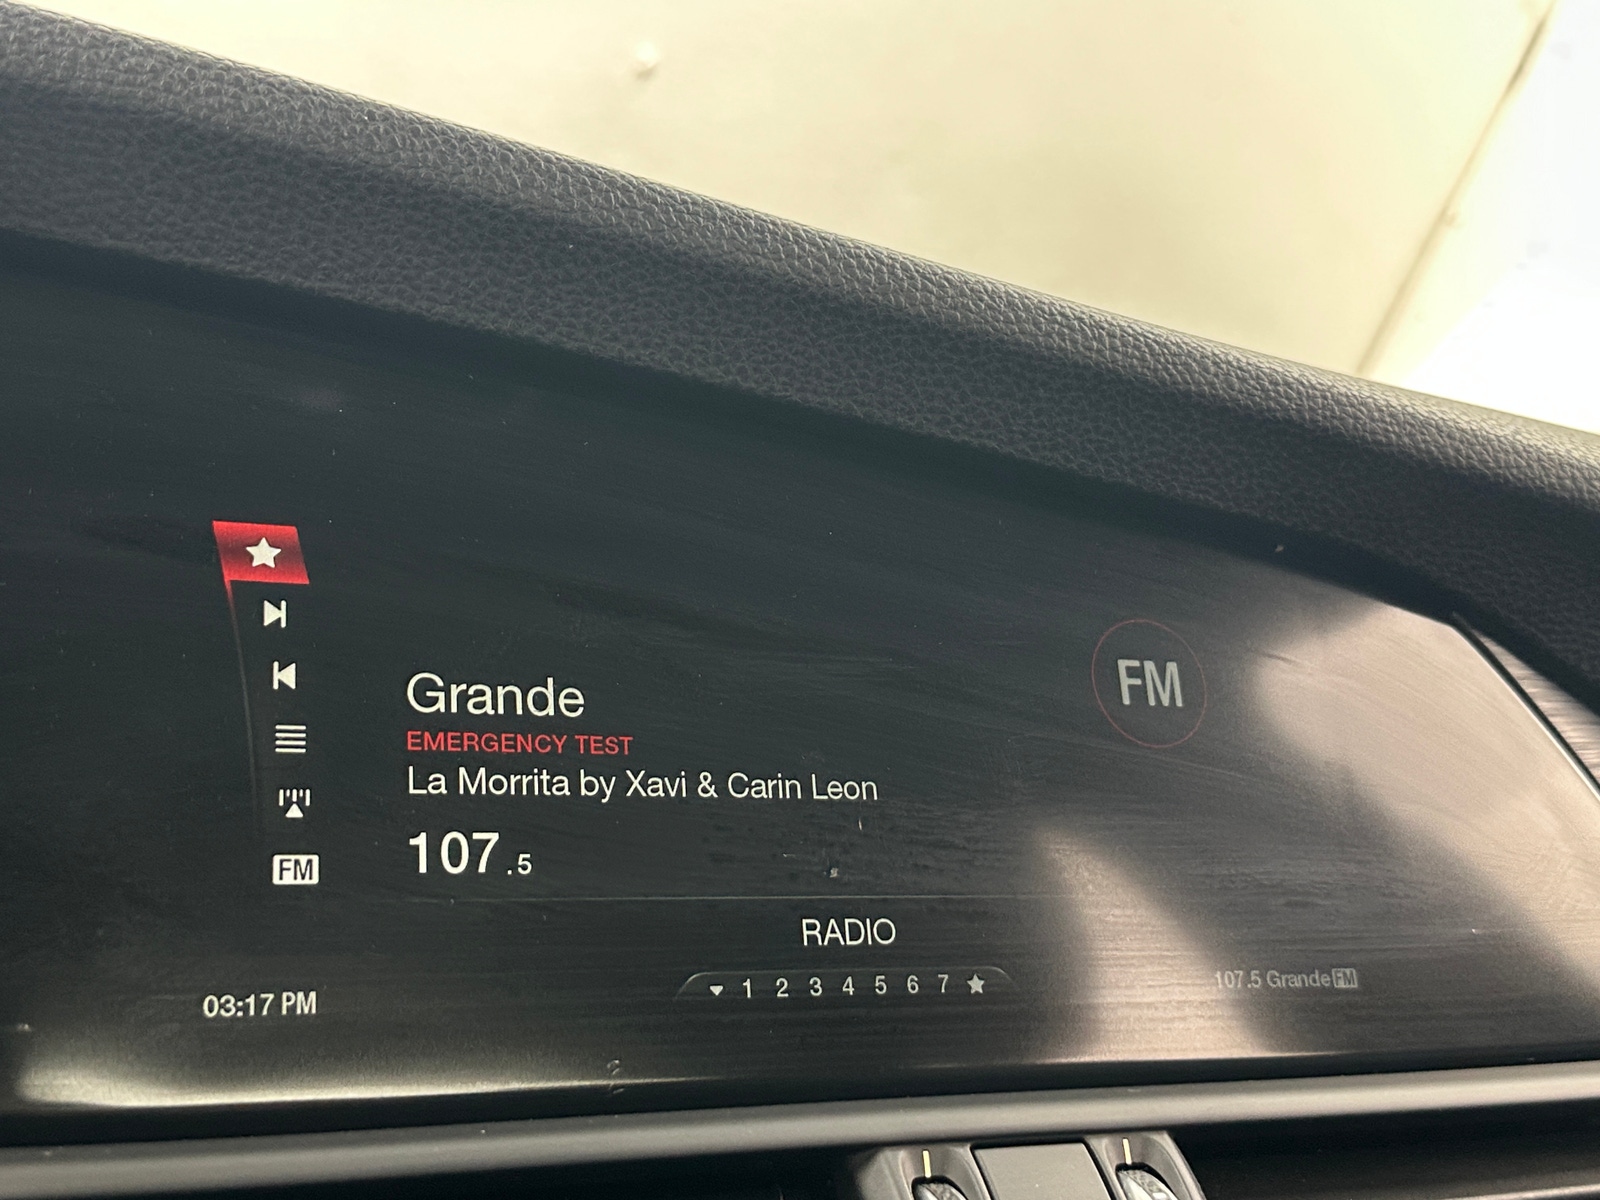 Grande
EMERGENCY TEST
La Morrita by Xavi & Carin Leon
107.5
FM
FM
RADIO
1 2 3 4 5 6 7
107.5 Grande FM
03:17 PM